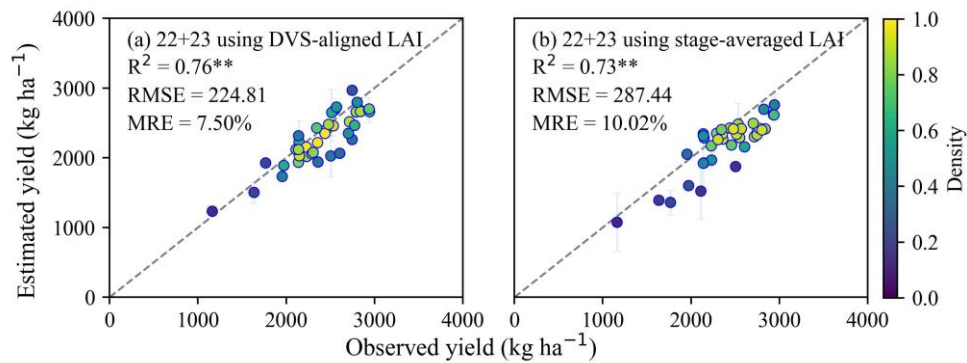 (a) 22+23 using DVS-aligned LAI
R² = 0.76**
RMSE = 224.81
MRE = 7.50%
(b) 22+23 using stage-averaged LAI
R² = 0.73**
RMSE = 287.44
MRE = 10.02%
Estimated yield (kg ha⁻¹)
4000
3000
2000
1000
0
0 1000 2000 3000 4000
0 1000 2000 3000 4000
Observed yield (kg ha⁻¹)
1.0
0.8
0.6
0.4
0.2
0.0
Density